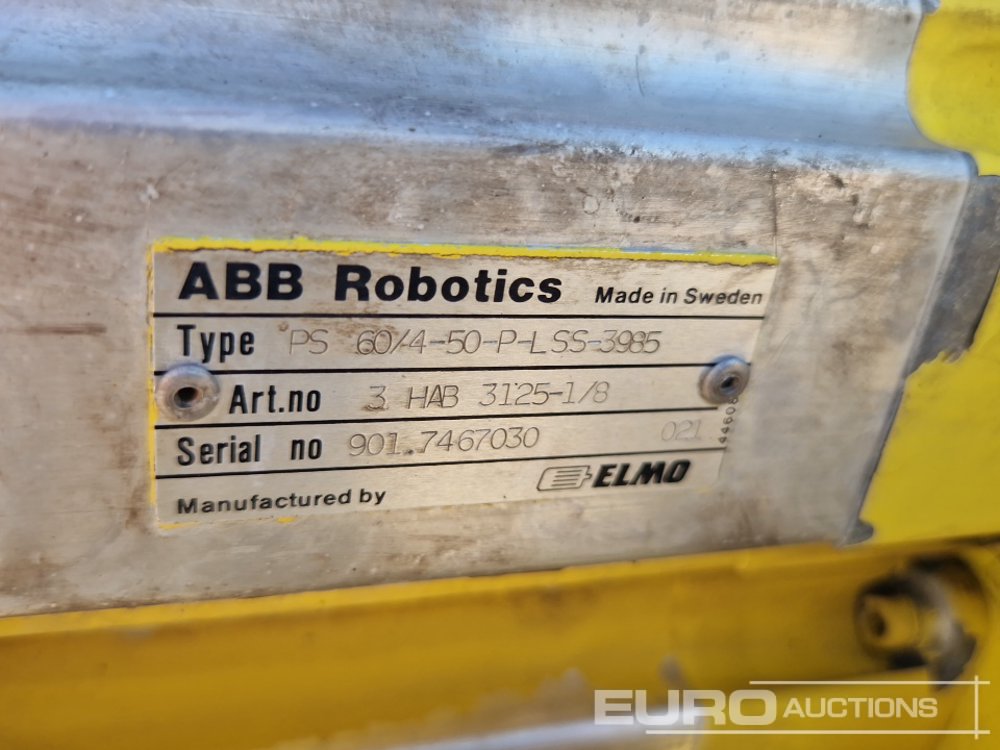 ABB Robotics Made in Sweden
Type PS 60/4-50-P-LSS-3985
Art.no 3 HAB 3125-1/8
Serial no 901.7467030 021
Manufactured by ELMO
EURO AUCTIONS